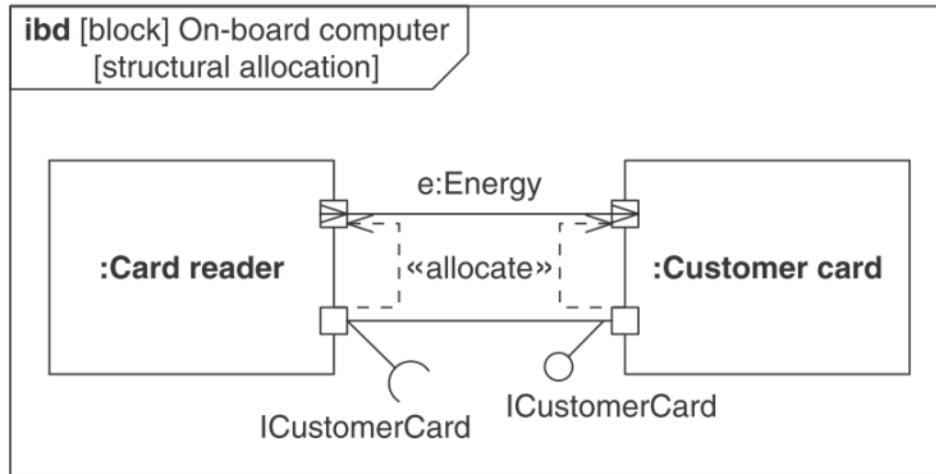 ibd [block] On-board computer
[structural allocation]
e:Energy
:Card reader
«allocate»
:Customer card
ICustomerCard
ICustomerCard